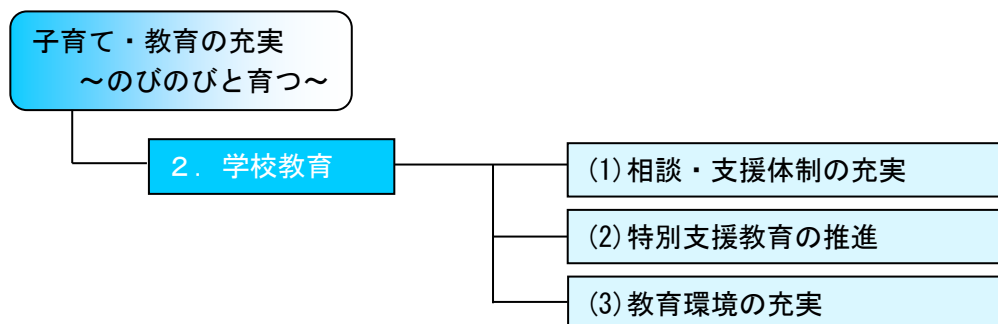 子育て・教育の充実
～のびのびと育つ～
２．学校教育
(1)相談・支援体制の充実
(2)特別支援教育の推進
(3)教育環境の充実